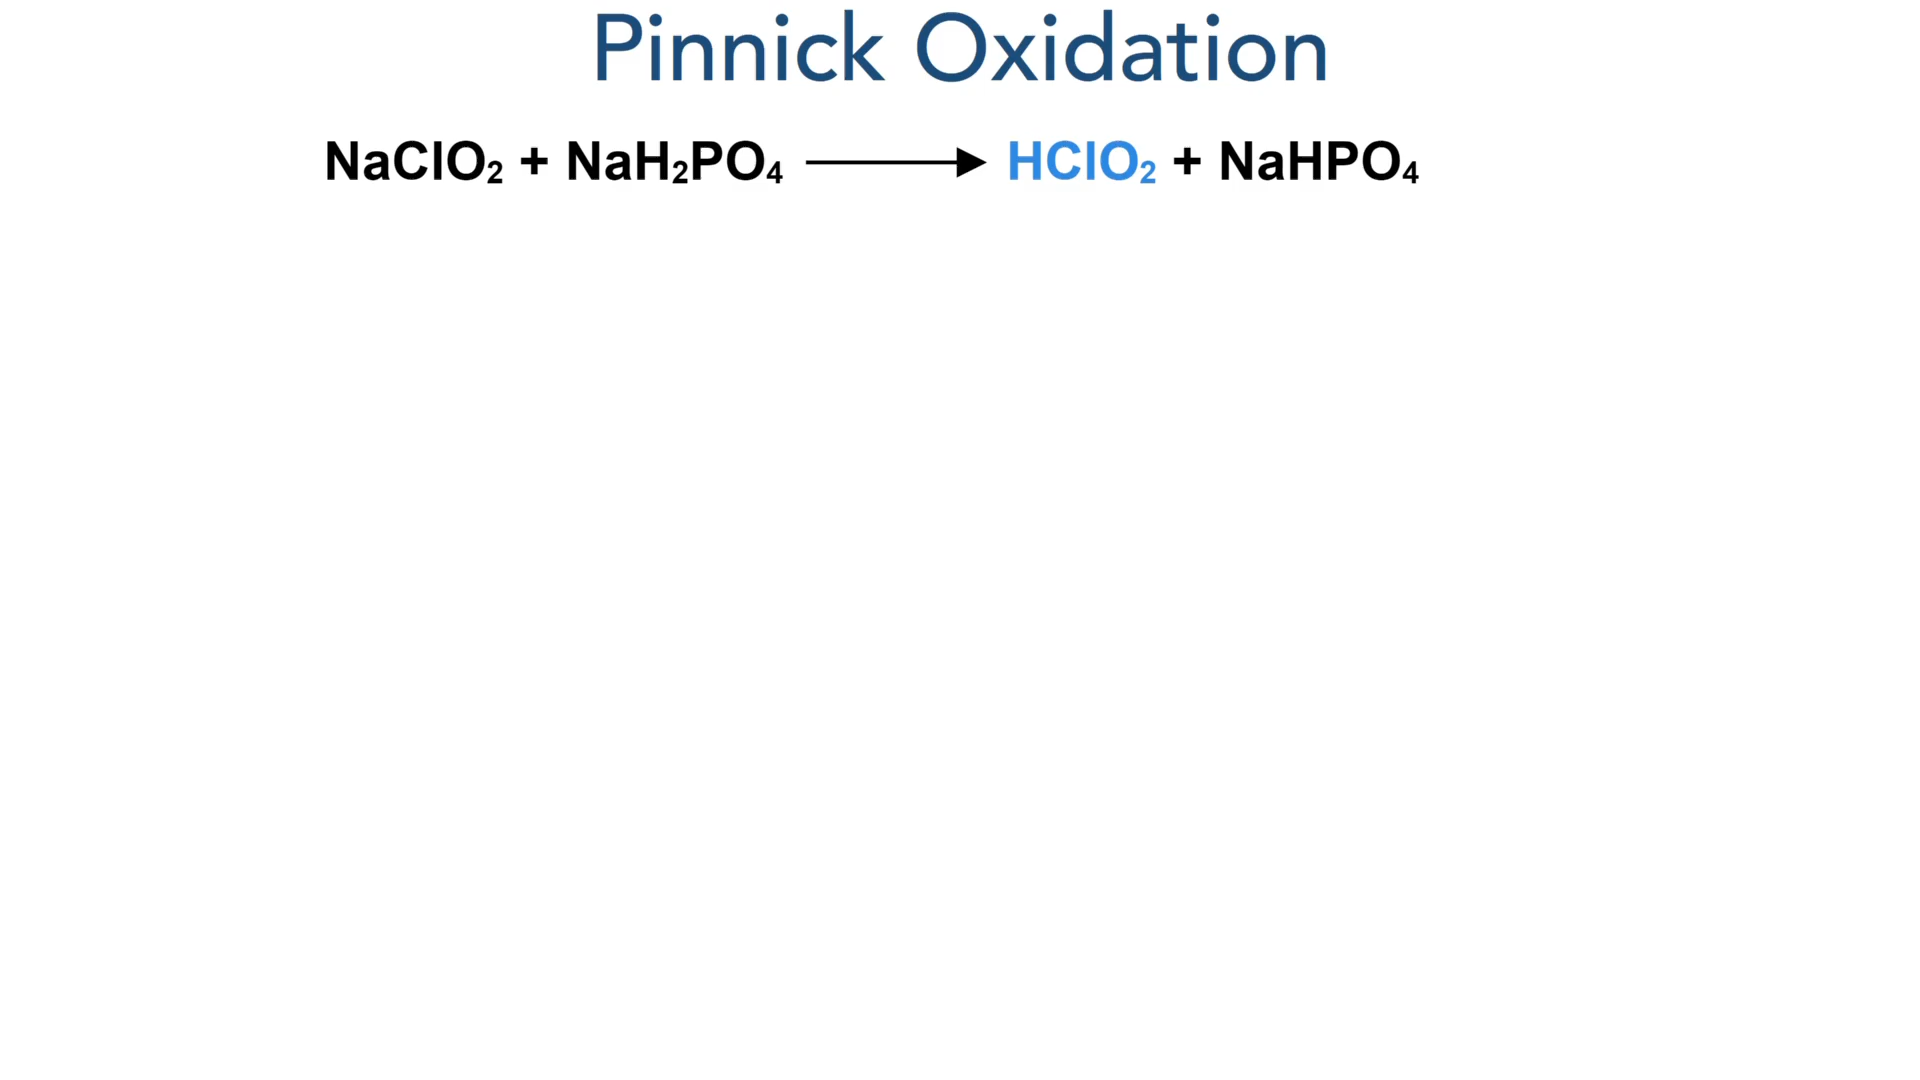 Pinnick Oxidation
NaClO₂ + NaH₂PO₄ ⟶ HClO₂ + NaHPO₄